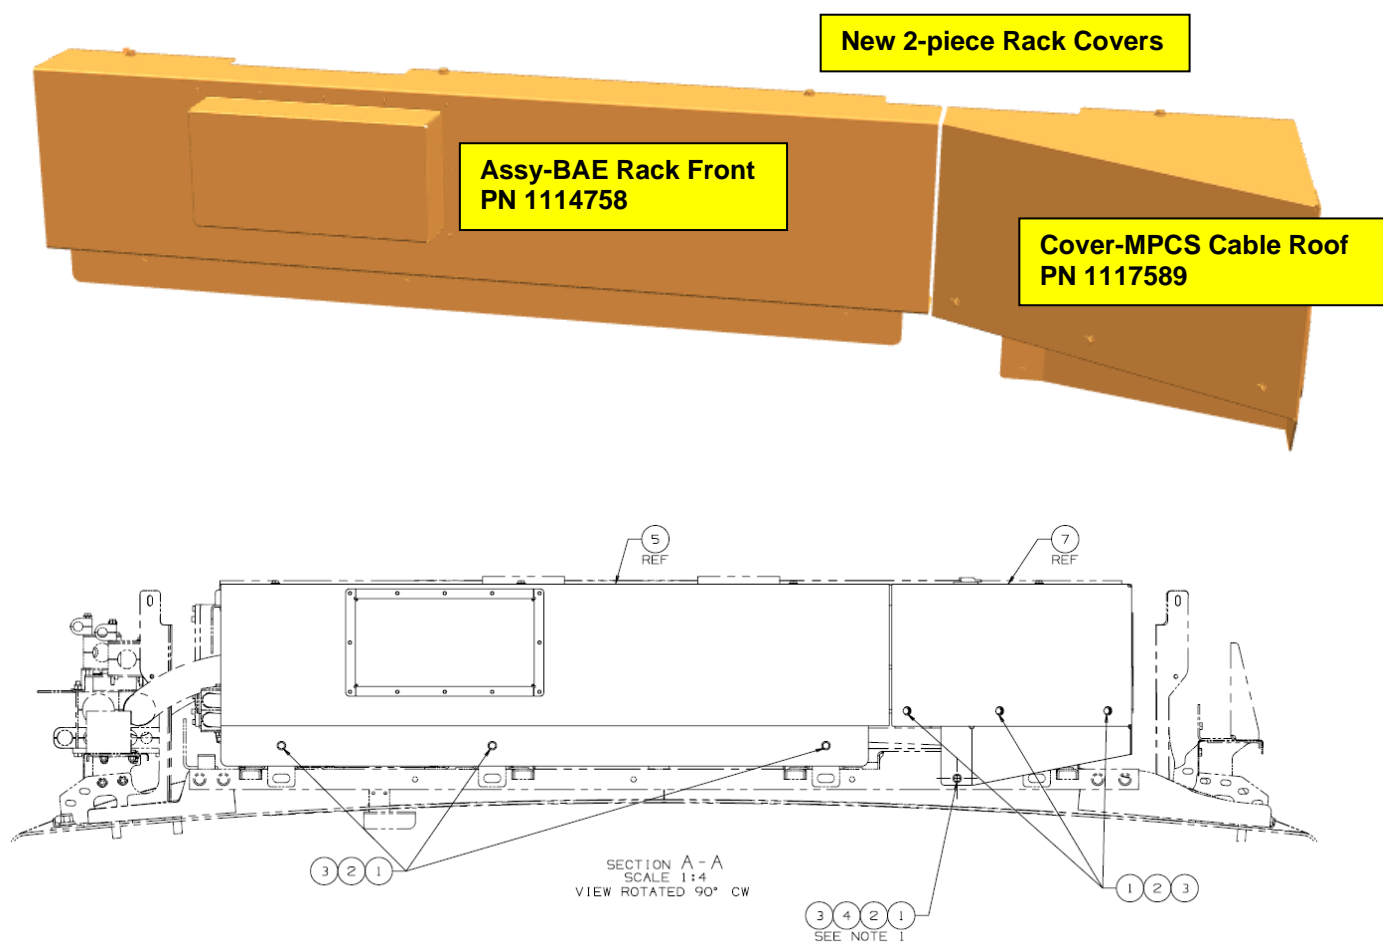 New 2-piece Rack Covers
Assy-BAE Rack Front
PN 1114758
Cover-MPCS Cable Roof
PN 1117589
5
REF
7
REF
3 2 1
SECTION A-A
SCALE 1:4
VIEW ROTATED 90° CW
1 2 3
3 4 2 1
SEE NOTE 1